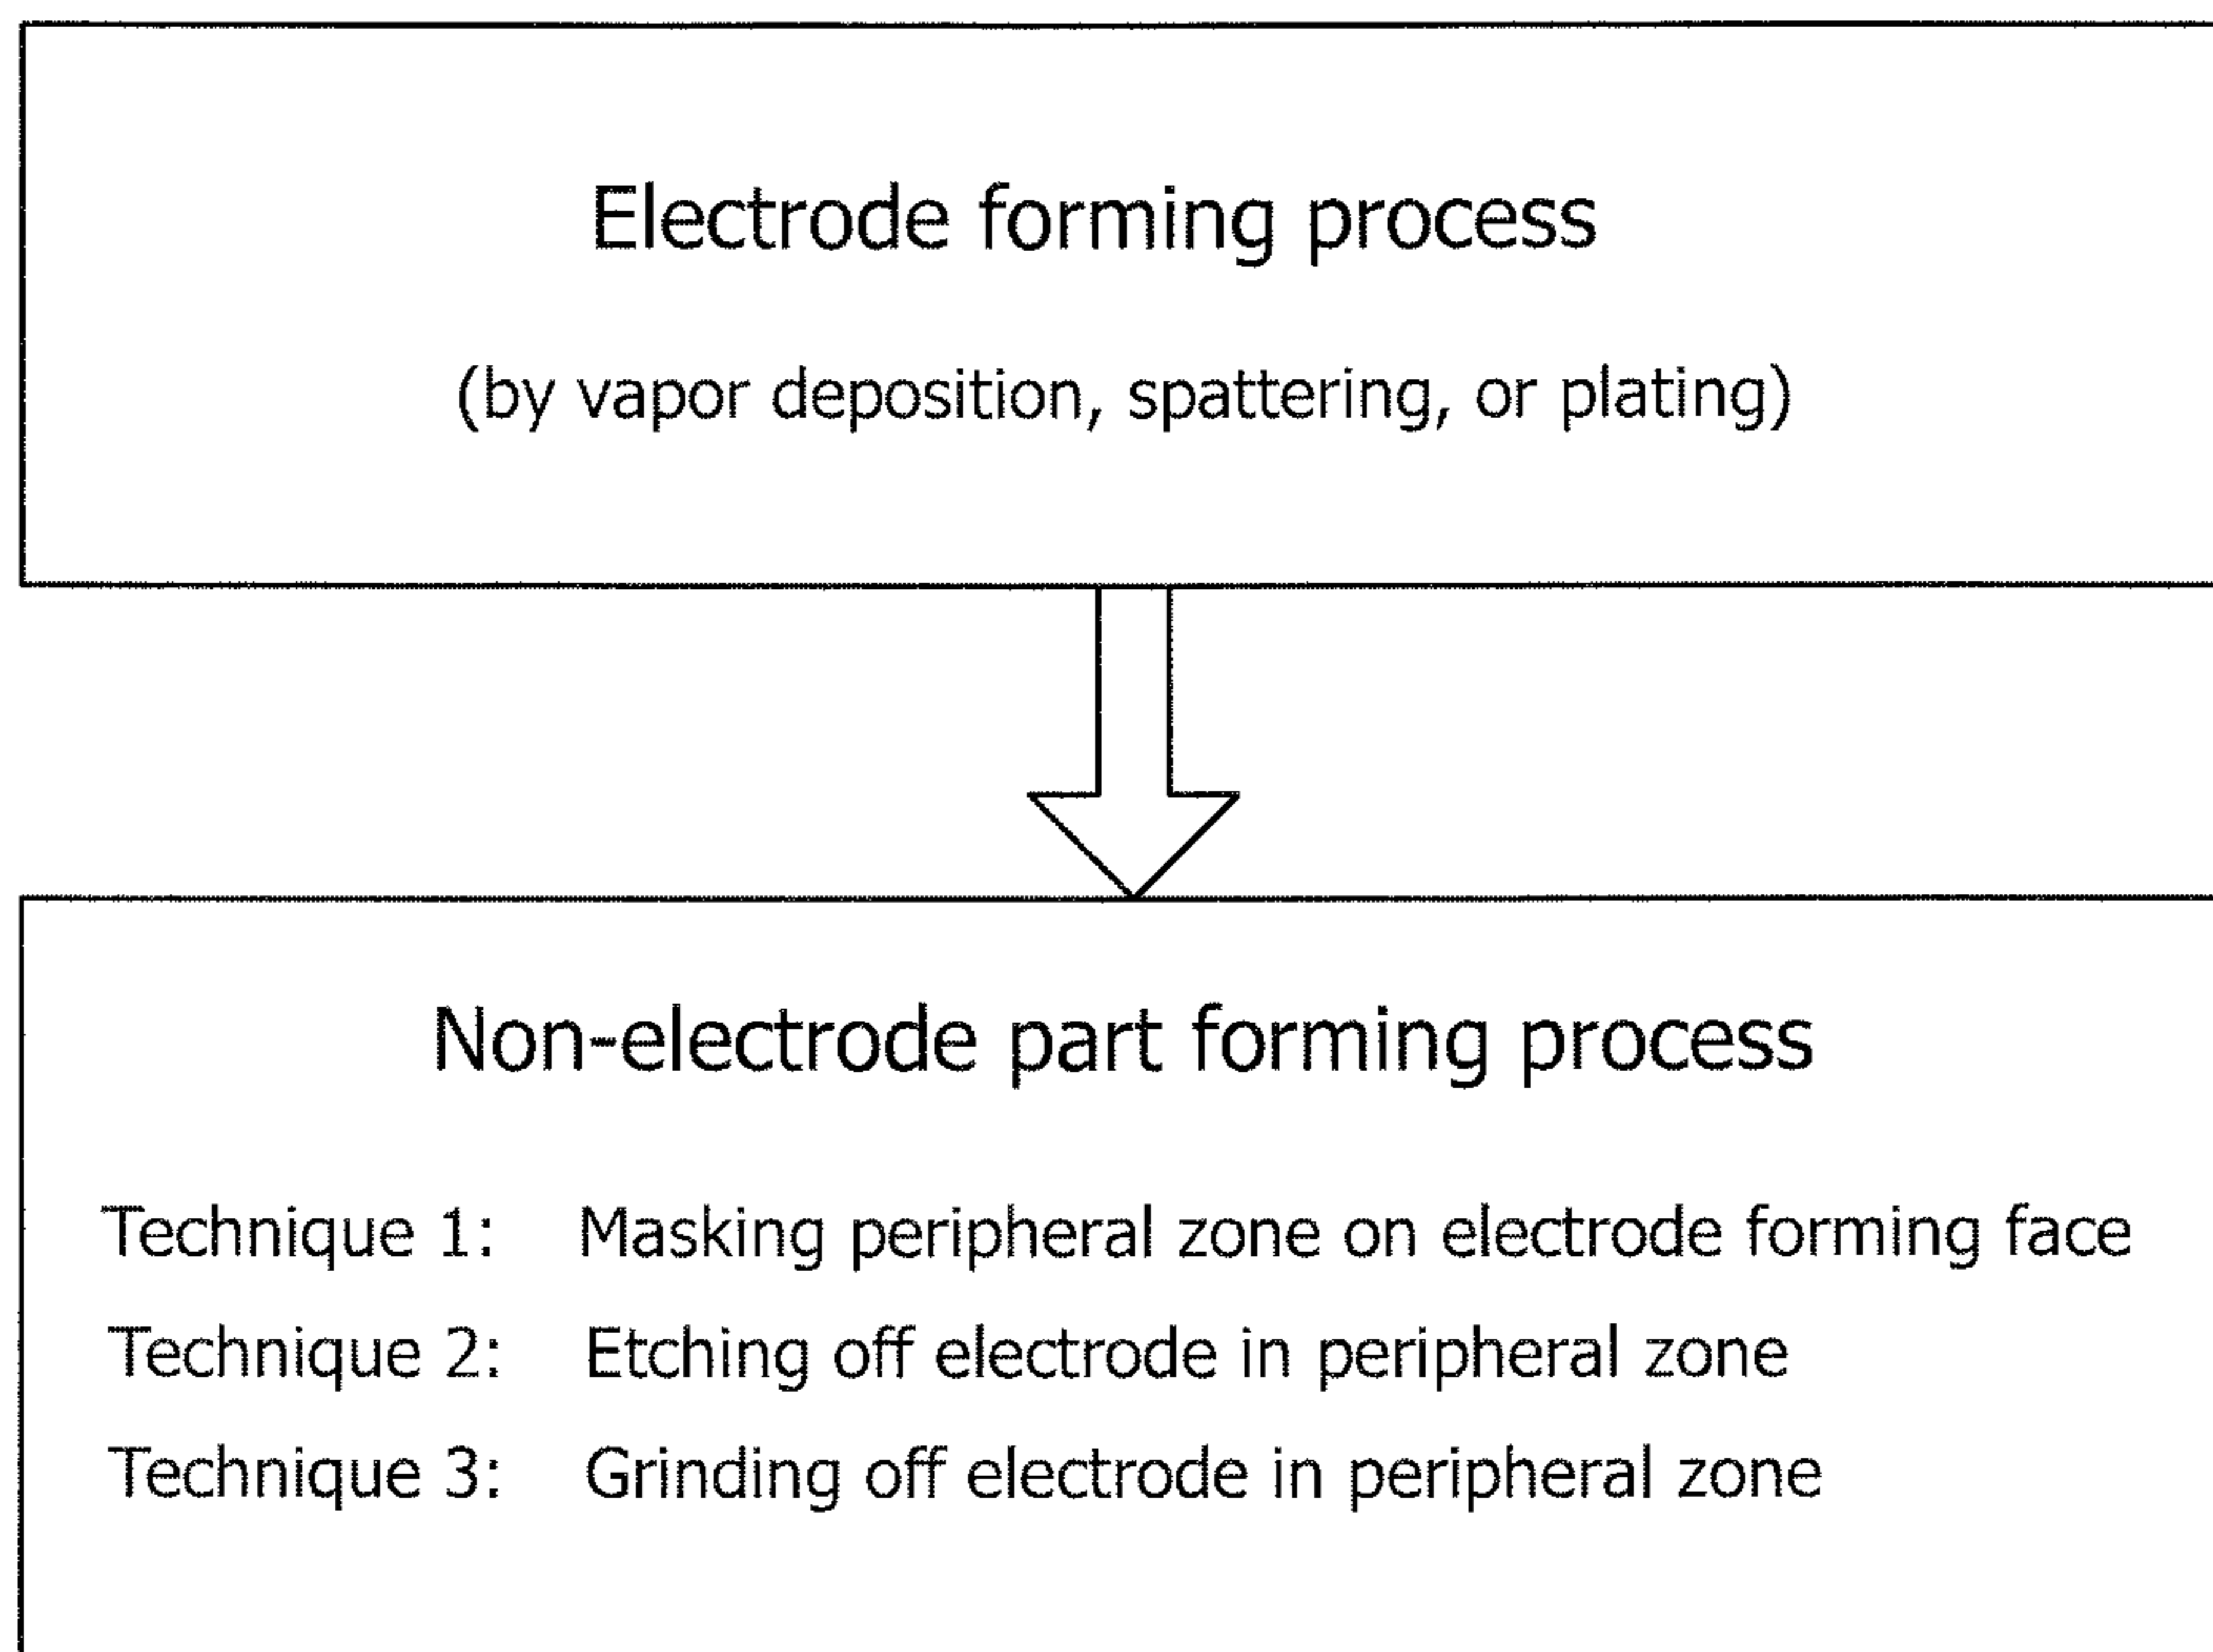 Electrode forming process
(by vapor deposition, spattering, or plating)
Non-electrode part forming process
Technique 1: Masking peripheral zone on electrode forming face
Technique 2: Etching off electrode in peripheral zone
Technique 3: Grinding off electrode in peripheral zone